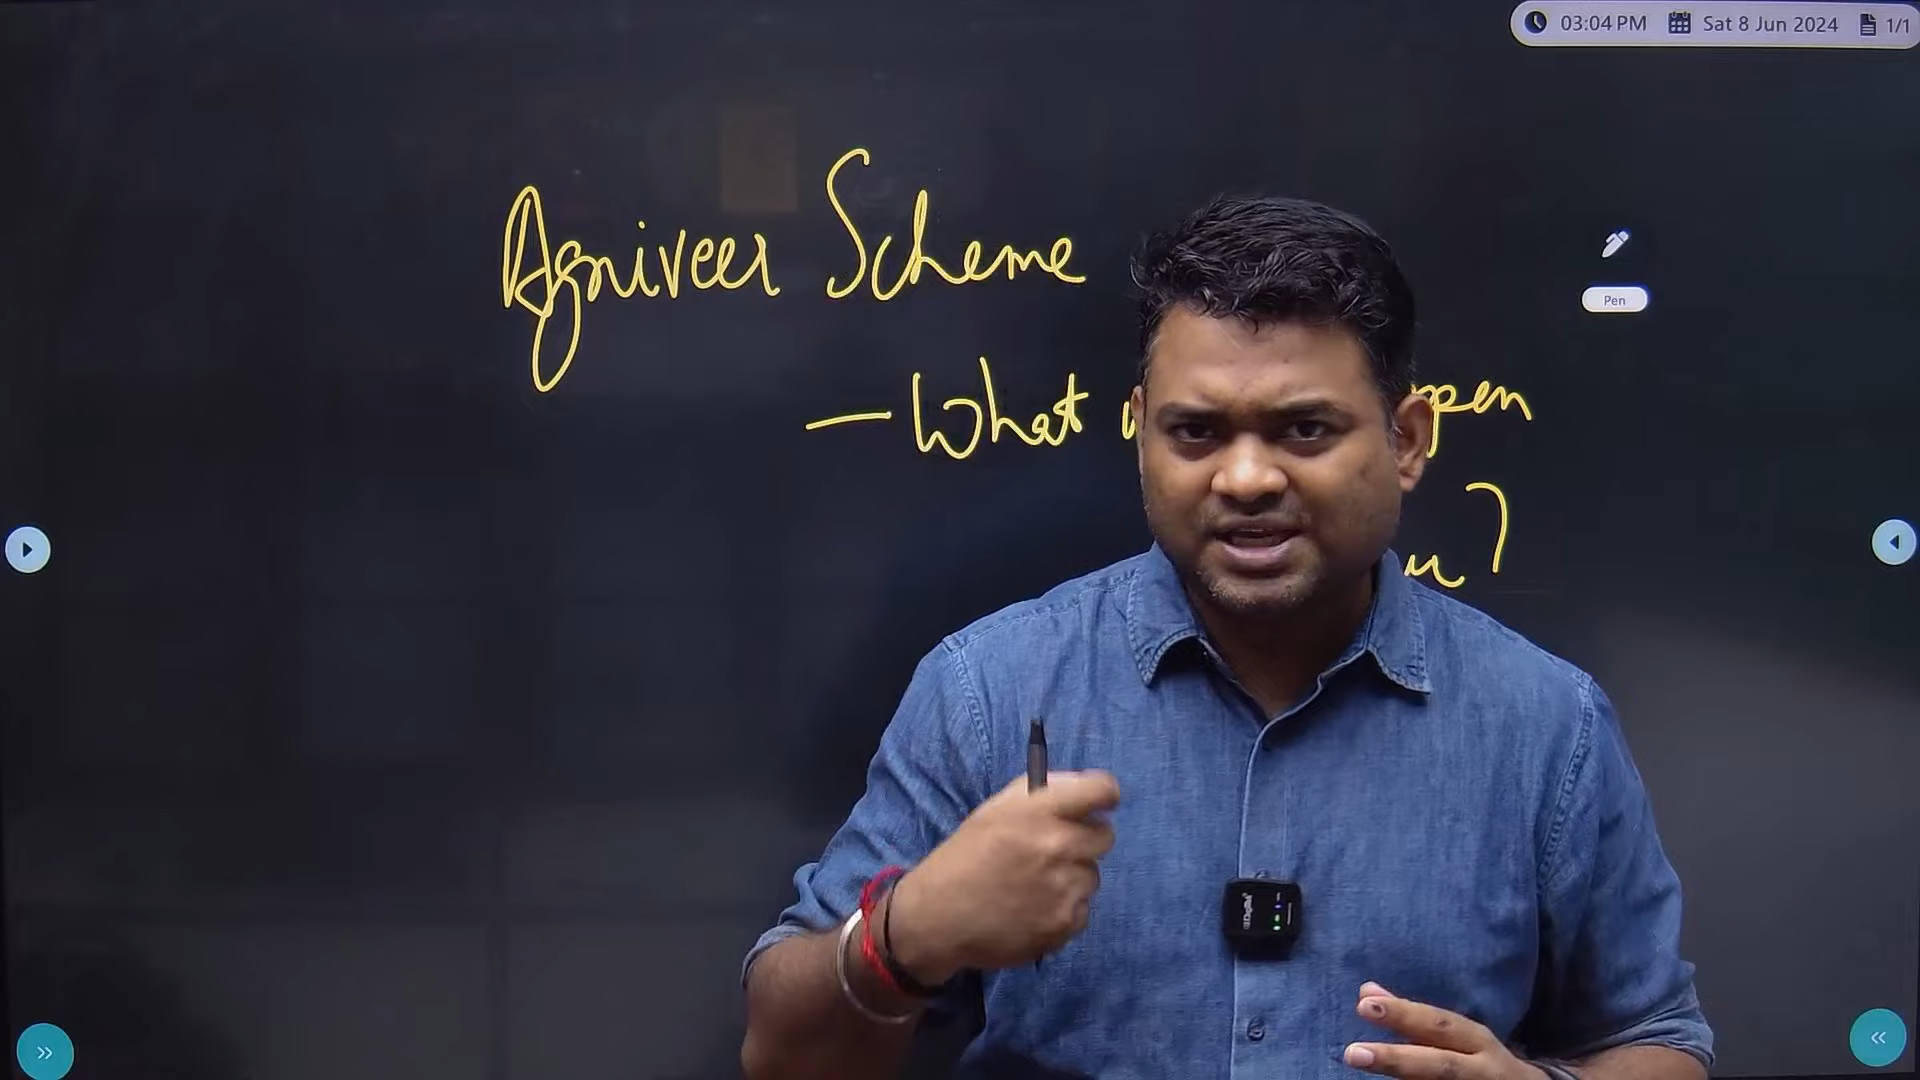 03:04 PM Sat 8 Jun 2024 1/1
Agniveer Scheme
Pen
— What